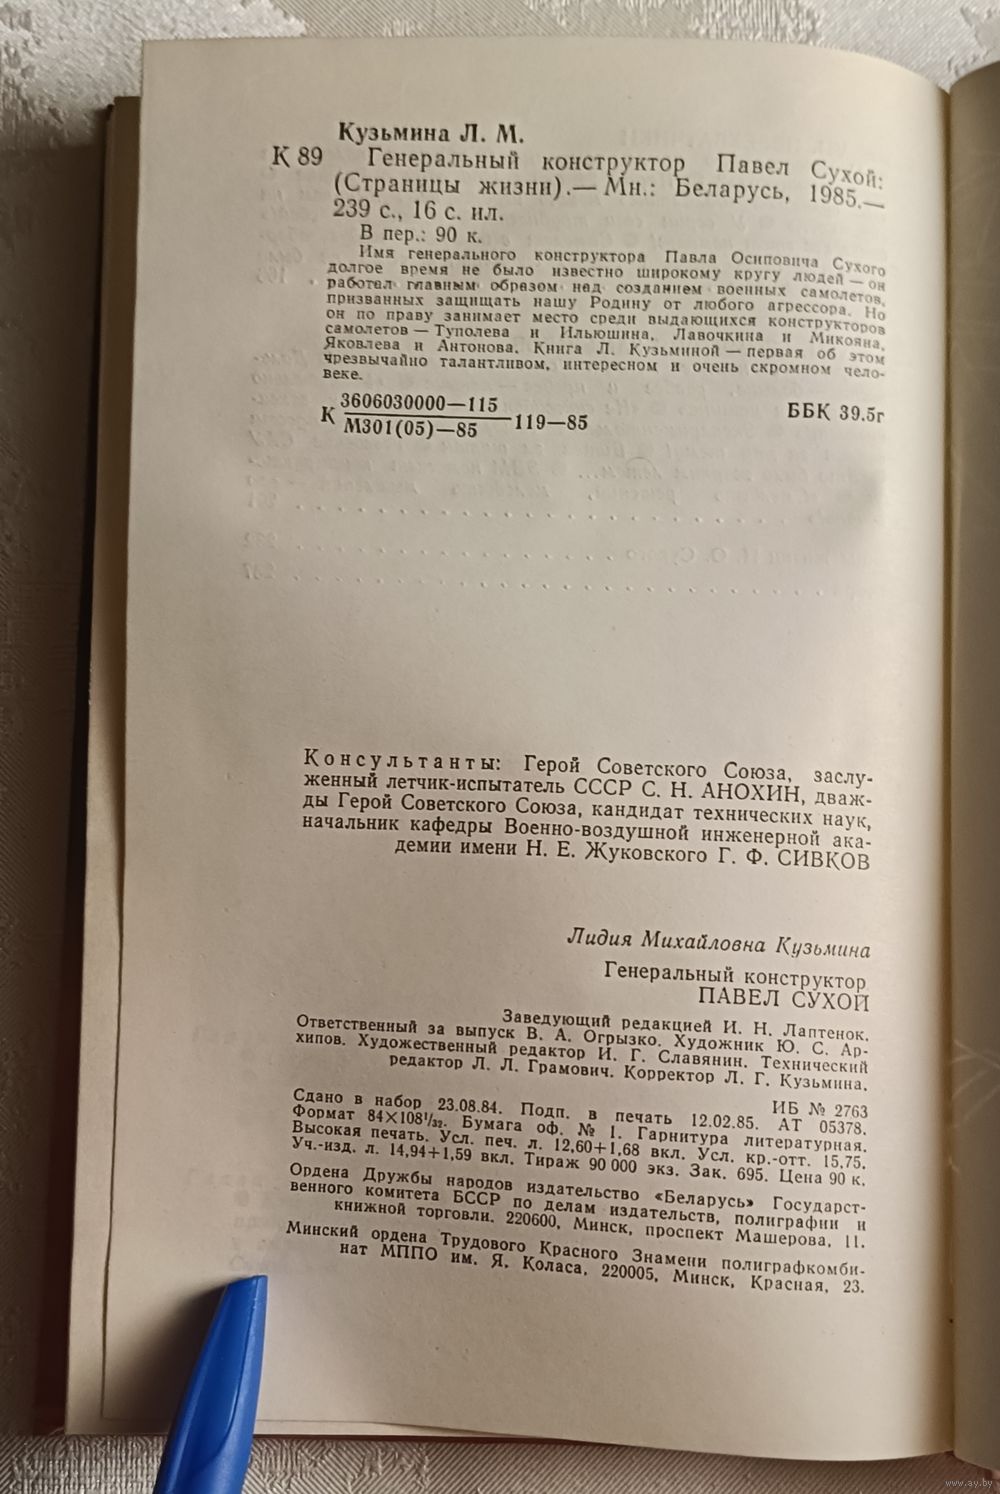 Кузьмина Л. М.
К 89 Генеральный конструктор Павел Сухой:
(Страницы жизни).— Мн.: Беларусь, 1985.—
239 с., 16 с. ил.
В пер.: 90 к.
Имя генерального конструктора Павла Осиповича Сухого
долгое время не было известно широкому кругу людей — он
работал главным образом над созданием военных самолетов,
призванных защищать нашу Родину от любого агрессора. Но
он по праву занимает место среди выдающихся конструкторов
самолетов — Туполева и Ильюшина, Лавочкина и Микояна,
Яковлева и Антонова. Книга Л. Кузьминой — первая об этом
чрезвычайно талантливом, интересном и очень скромном чело-
веке.
К 3606030000—115
М301(05)—85 119—85
ББК 39.5г
Консультанты: Герой Советского Союза, заслу-
женный летчик-испытатель СССР С. Н. АНОХИН, дваж-
ды Герой Советского Союза, кандидат технических наук,
начальник кафедры Военно-воздушной инженерной ака-
демии имени Н. Е. Жуковского Г. Ф. СИВКОВ
Лидия Михайловна Кузьмина
Генеральный конструктор
ПАВЕЛ СУХОЙ
Заведующий редакцией И. Н. Лаптенок.
Ответственный за выпуск В. А. Огрызко. Художник Ю. С. Ар-
хипов. Художественный редактор И. Г. Славянин. Технический
редактор Л. Л. Грамович. Корректор Л. Г. Кузьмина.
ИБ № 2763
Сдано в набор 23.08.84. Подп. в печать 12.02.85. АТ 05378.
Формат 84×108¹/₃₂. Бумага оф. № 1. Гарнитура литературная.
Высокая печать. Усл. печ. л. 12,60+1,68 вкл. Усл. кр.-отт. 15,75.
Уч.-изд. л. 14,94+1,59 вкл. Тираж 90 000 экз. Зак. 695. Цена 90 к.
Ордена Дружбы народов издательство «Беларусь» Государст-
венного комитета БССР по делам издательств, полиграфии и
книжной торговли. 220600, Минск, проспект Машерова, 11.
Минский ордена Трудового Красного Знамени полиграфкомби-
нат МППО им. Я. Коласа. 220005, Минск, Красная, 23.
www.ay.by